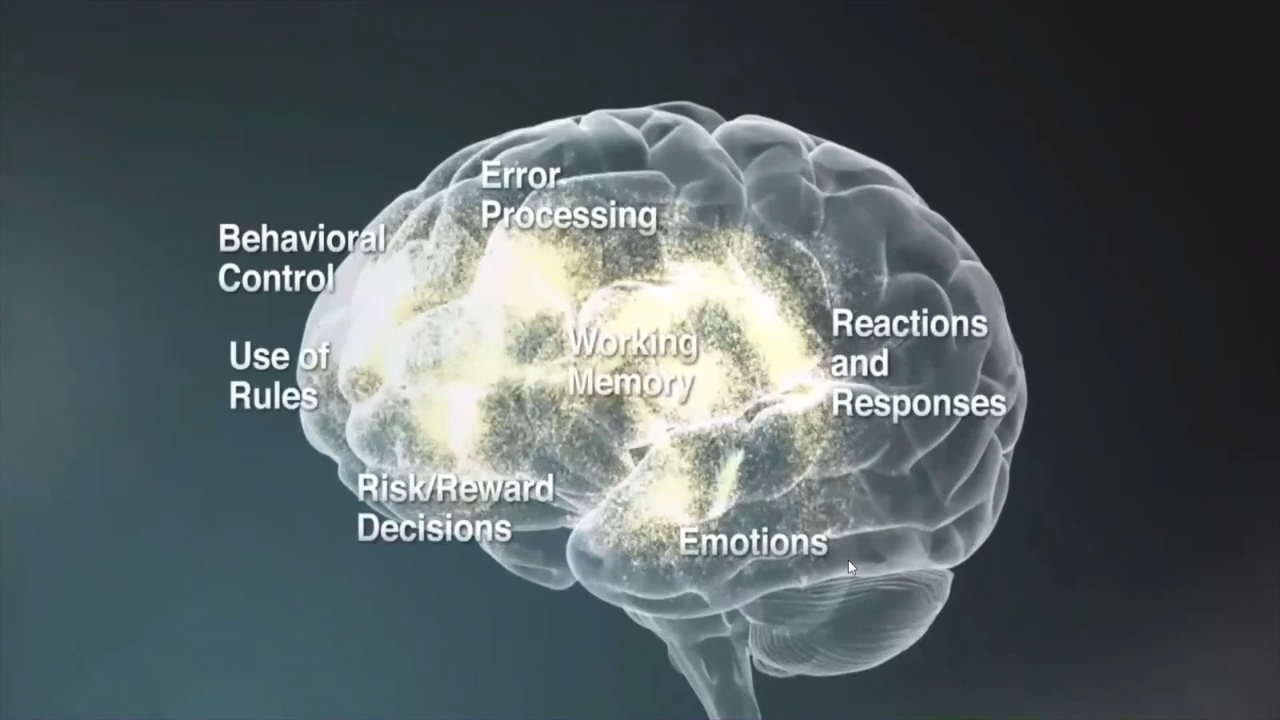 Error
Processing
Behavioral
Control
Use of
Rules
Working
Memory
Reactions
and
Responses
Risk/Reward
Decisions
Emotions